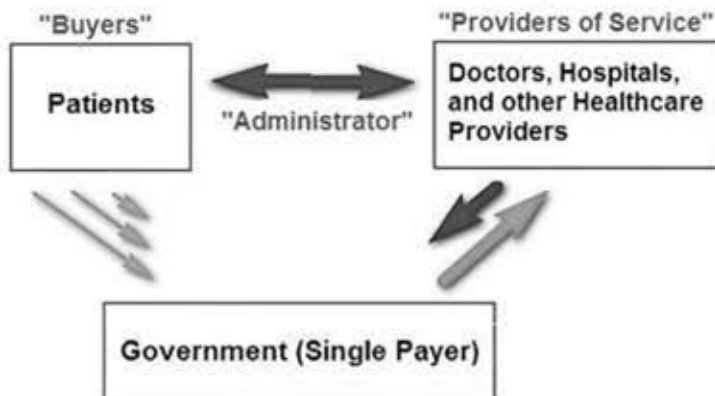 "Buyers"
"Providers of Service"
Patients
Doctors, Hospitals,
and other Healthcare
Providers
"Administrator"
Government (Single Payer)